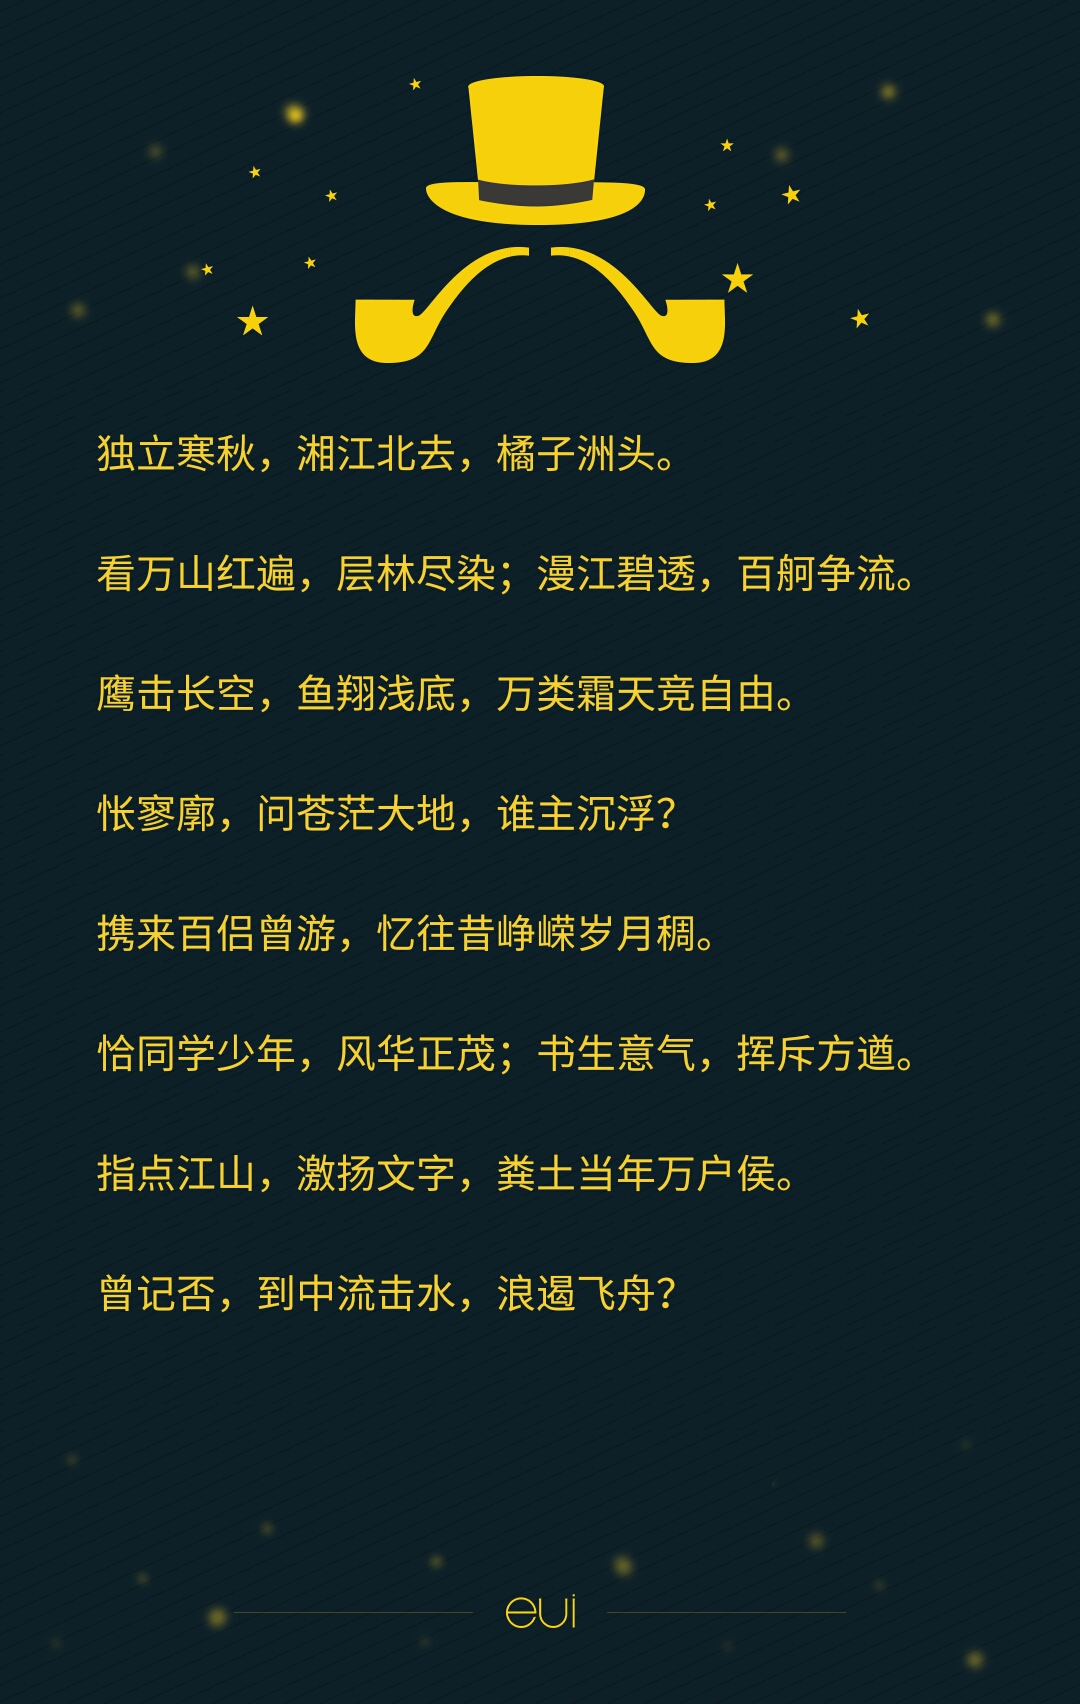 独立寒秋，湘江北去，橘子洲头。
看万山红遍，层林尽染；漫江碧透，百舸争流。
鹰击长空，鱼翔浅底，万类霜天竞自由。
怅寥廓，问苍茫大地，谁主沉浮？
携来百侣曾游，忆往昔峥嵘岁月稠。
恰同学少年，风华正茂；书生意气，挥斥方遒。
指点江山，激扬文字，粪土当年万户侯。
曾记否，到中流击水，浪遏飞舟？
eui